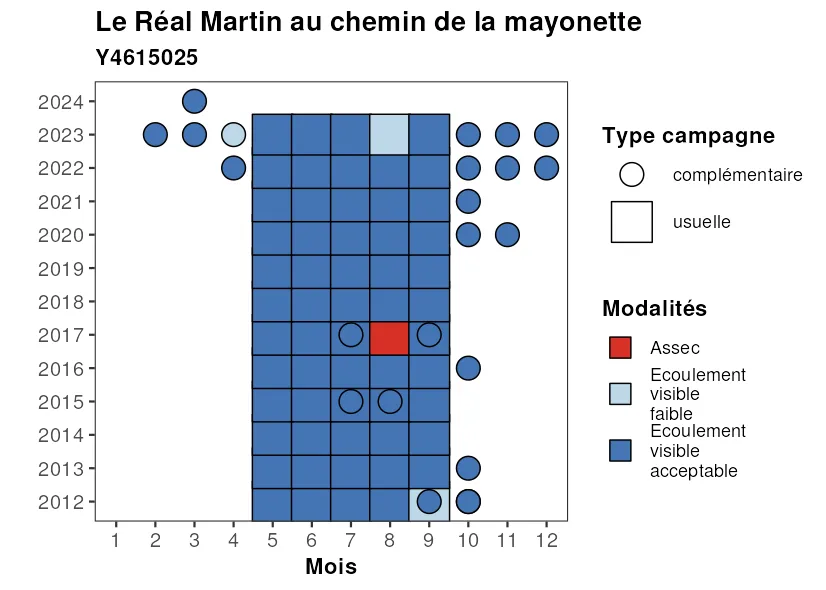 Le Réal Martin au chemin de la mayonette
Y4615025
2024
2023
2022
2021
2020
2019
2018
2017
2016
2015
2014
2013
2012
1 2 3 4 5 6 7 8 9 10 11 12
Mois
Type campagne
complémentaire
usuelle
Modalités
Assec
Ecoulement
visible
faible
Ecoulement
visible
acceptable